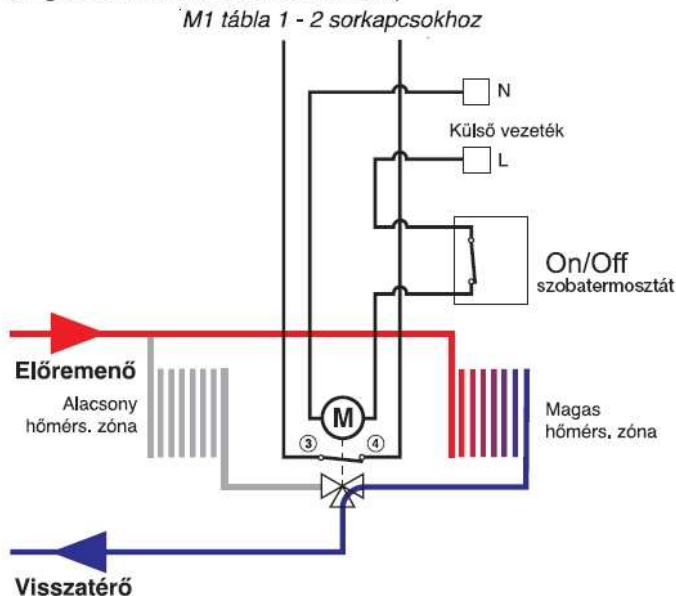 M1 tábla 1 - 2 sorkapcsokhoz
N
Külső vezeték
L
On/Off
szobatermosztát
Előremenő
Alacsony
hőmérs. zóna
M
3
4
Magas
hőmérs. zóna
Visszatérő